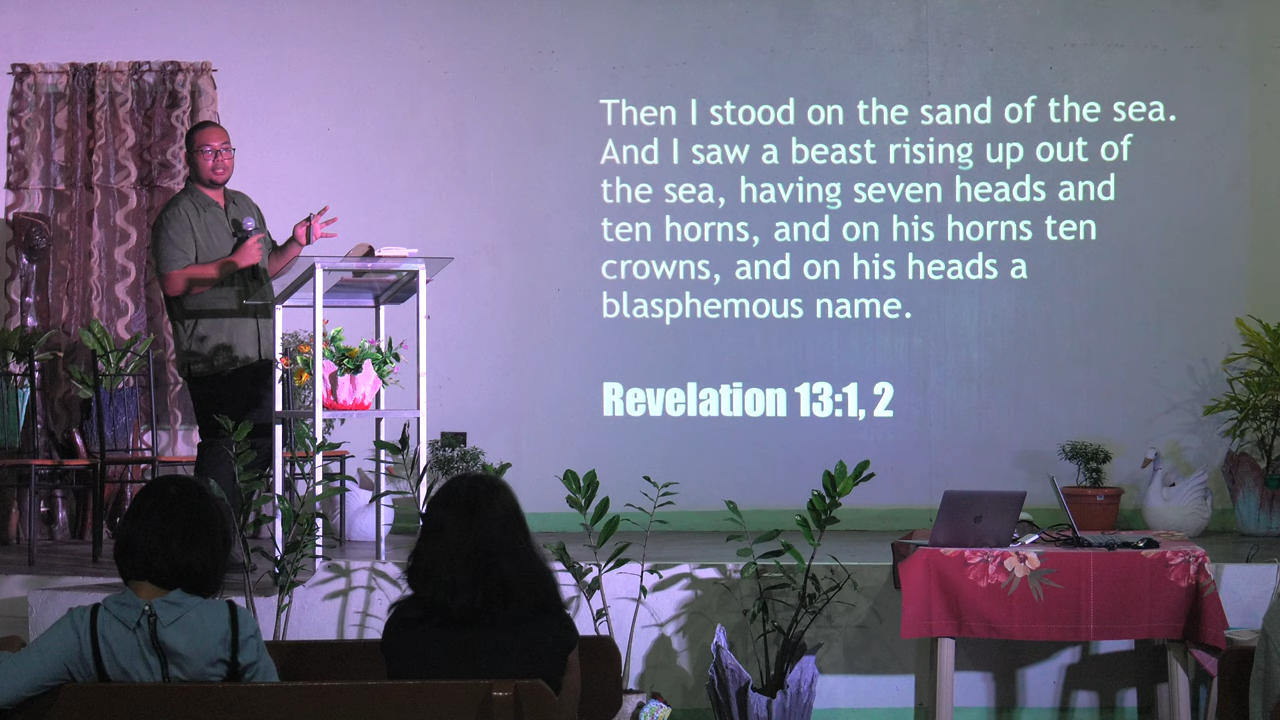 Then I stood on the sand of the sea.
And I saw a beast rising up out of
the sea, having seven heads and
ten horns, and on his horns ten
crowns, and on his heads a
blasphemous name.
Revelation 13:1, 2